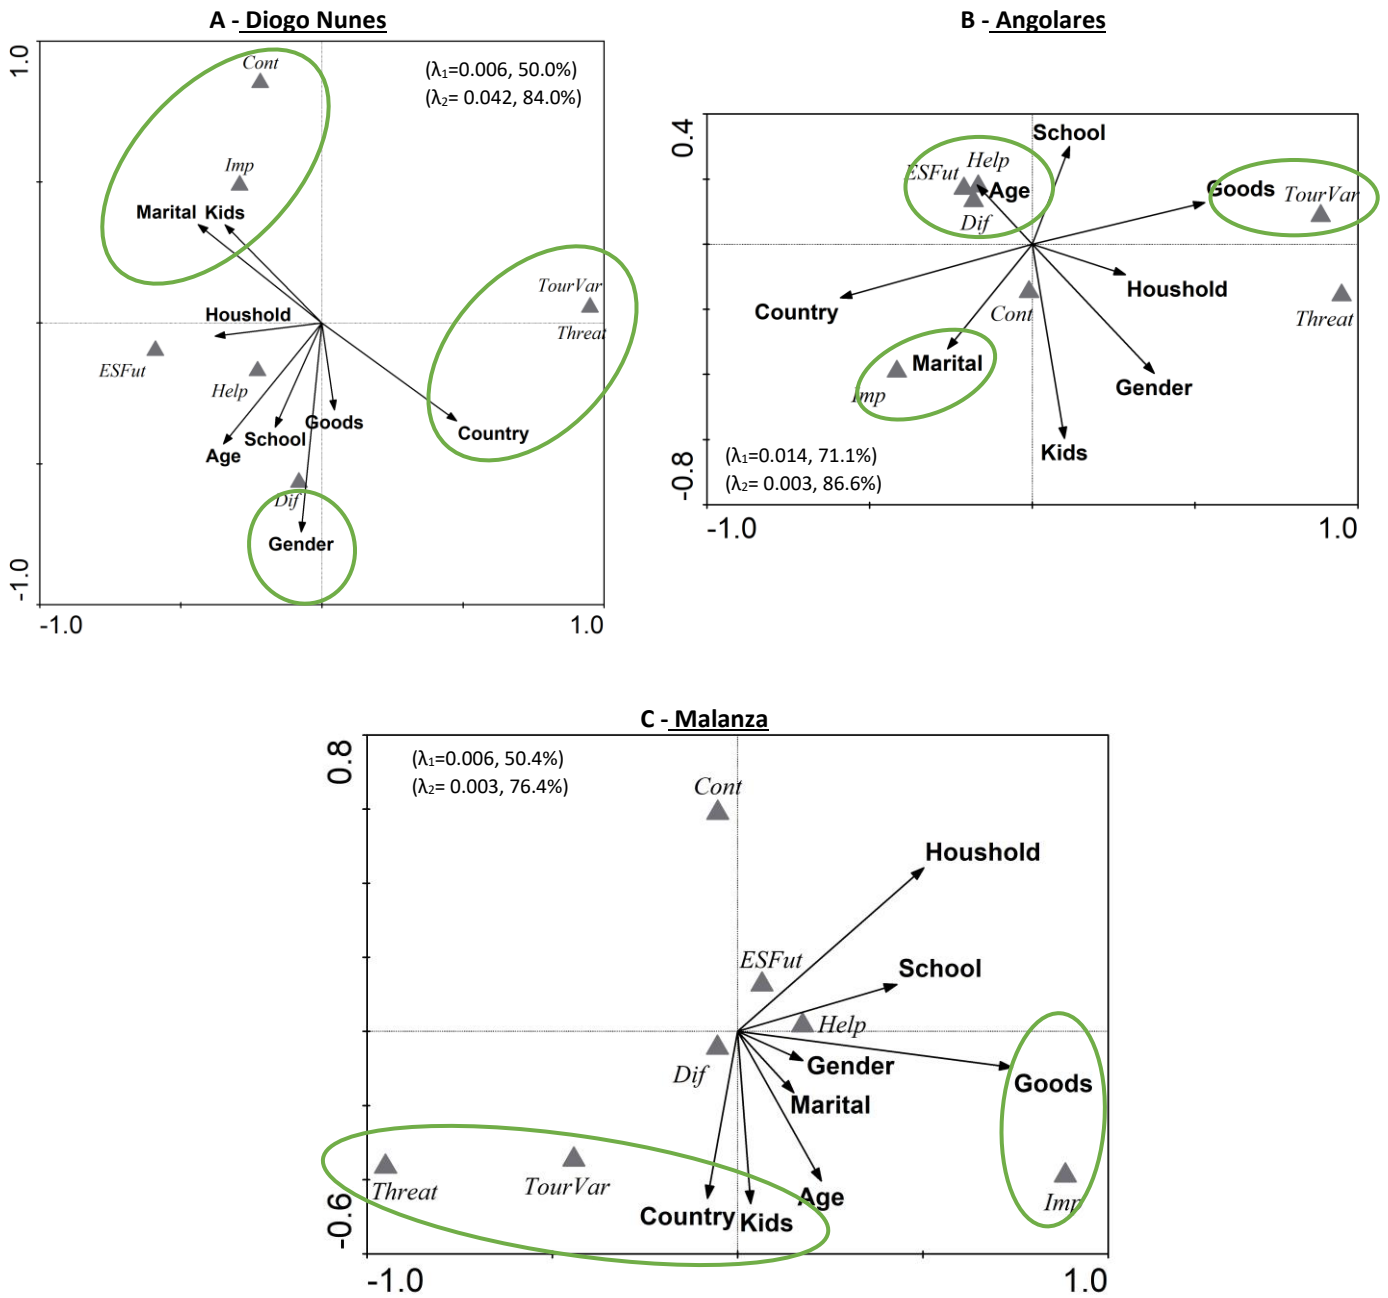 A - Diogo Nunes
1.0
Cont
(λ₁=0.006, 50.0%)
(λ₂= 0.042, 84.0%)
Imp
Marital Kids
TourVar
Houshold
Threat
ESFut
Help
Goods
School
Country
Age
Dif
Gender
-1.0
-1.0
1.0
B - Angolares
0.4
School
Help
ESFut
Age
Goods
TourVar
Dif
Houshold
Country
Cont
Threat
Marital
Gender
Imp
Kids
(λ₁=0.014, 71.1%)
(λ₂= 0.003, 86.6%)
-0.8
-1.0
1.0
C - Malanza
0.8
(λ₁=0.006, 50.4%)
(λ₂= 0.003, 76.4%)
Cont
Houshold
ESFut
School
Help
Gender
Dif
Goods
Marital
Threat
TourVar
Age
Imp
Country
Kids
-0.6
-1.0
1.0